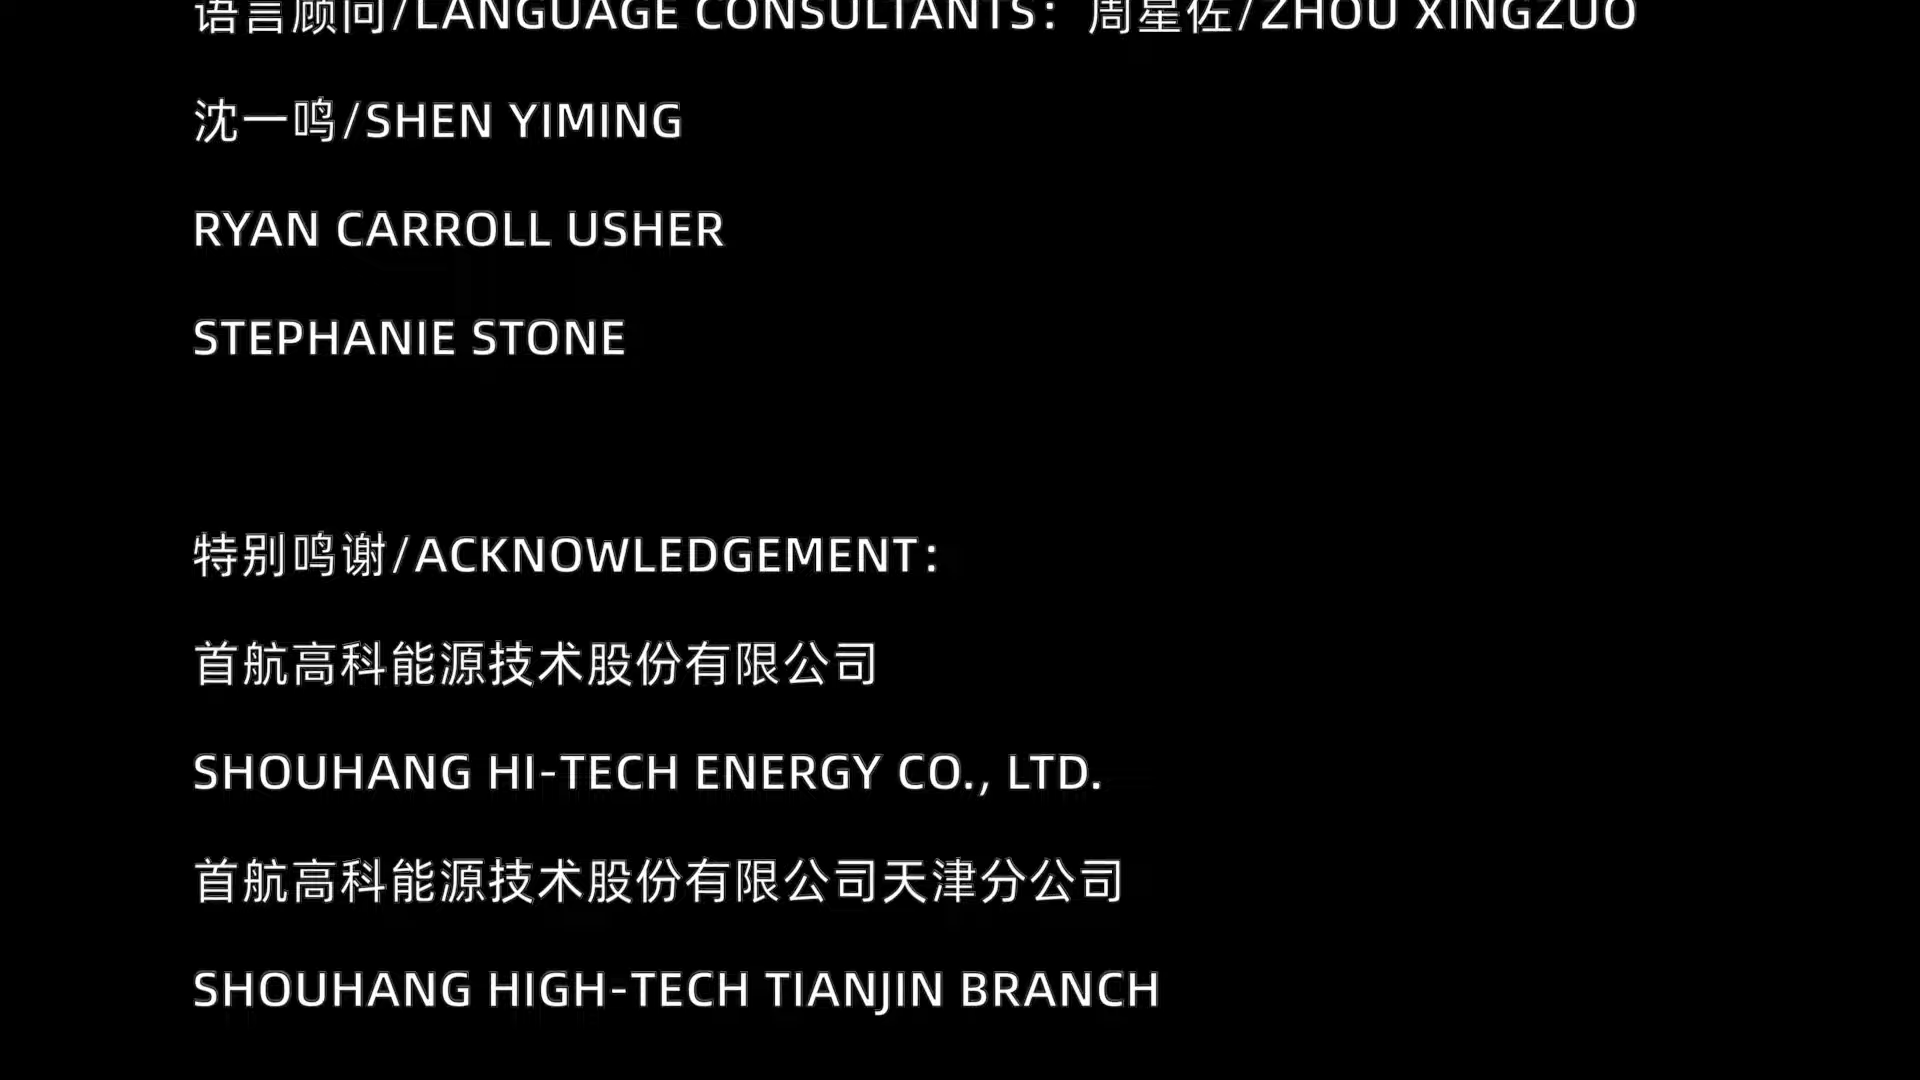 语言顾问/LANGUAGE CONSULTANTS：周星佐/ZHOU XINGZUO
沈一鸣/SHEN YIMING
RYAN CARROLL USHER
STEPHANIE STONE
特别鸣谢/ACKNOWLEDGEMENT：
首航高科能源技术股份有限公司
SHOUHANG HI-TECH ENERGY CO., LTD.
首航高科能源技术股份有限公司天津分公司
SHOUHANG HIGH-TECH TIANJIN BRANCH